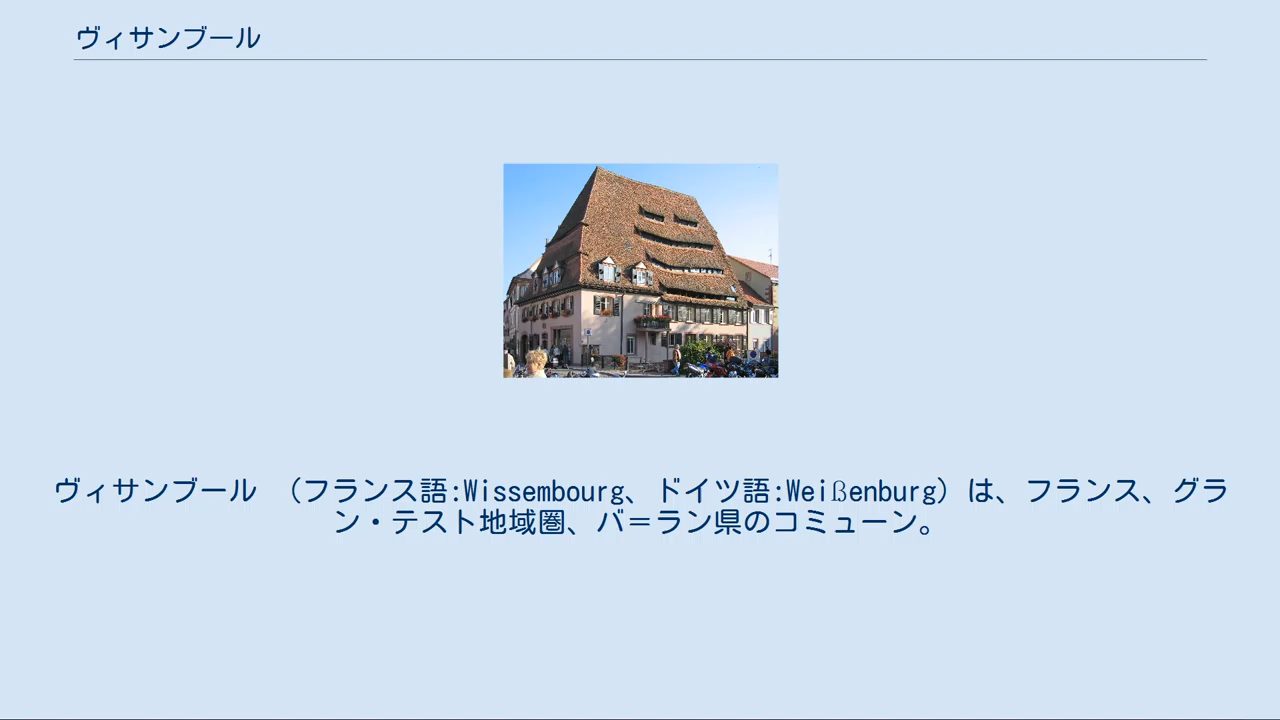 ヴィサンブール
ヴィサンブール （フランス語:Wissembourg、ドイツ語:Weißenburg）は、フランス、グラ
ン・テスト地域圏、バ＝ラン県のコミューン。